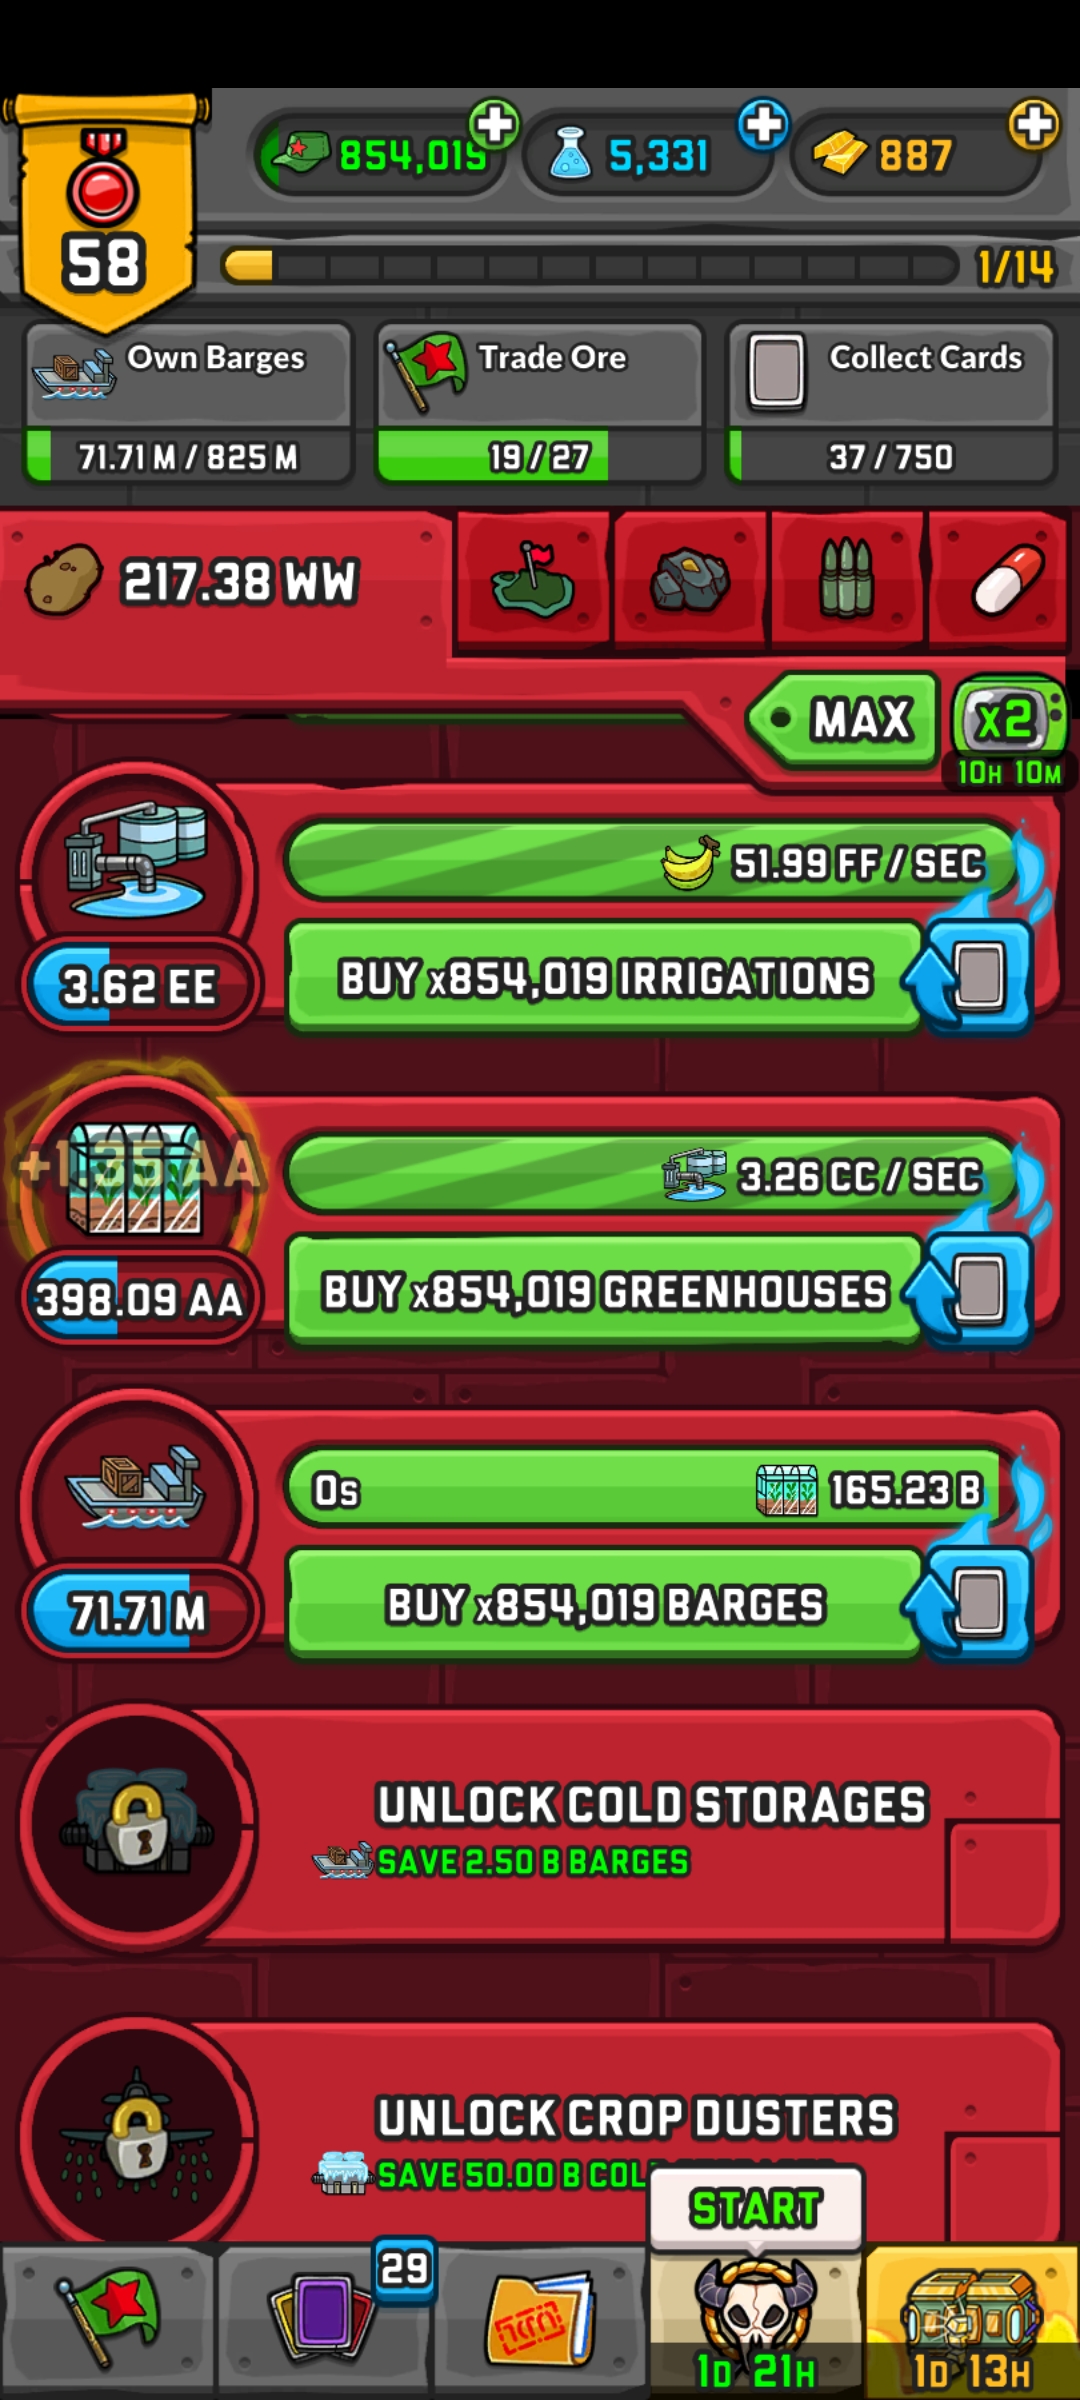 854,019
5,331
887
58
1/14
Own Barges
71.71 M / 825 M
Trade Ore
19 / 27
Collect Cards
37 / 750
217.38 WW
MAX
x2
10H 10M
51.99 FF / SEC
3.62 EE
BUY x854,019 IRRIGATIONS
+1.35 AA
3.26 CC / SEC
398.09 AA
BUY x854,019 GREENHOUSES
0s
165.23 B
71.71 M
BUY x854,019 BARGES
UNLOCK COLD STORAGES
SAVE 2.50 B BARGES
UNLOCK CROP DUSTERS
SAVE 50.00 B
START
29
1D 21H
1D 13H